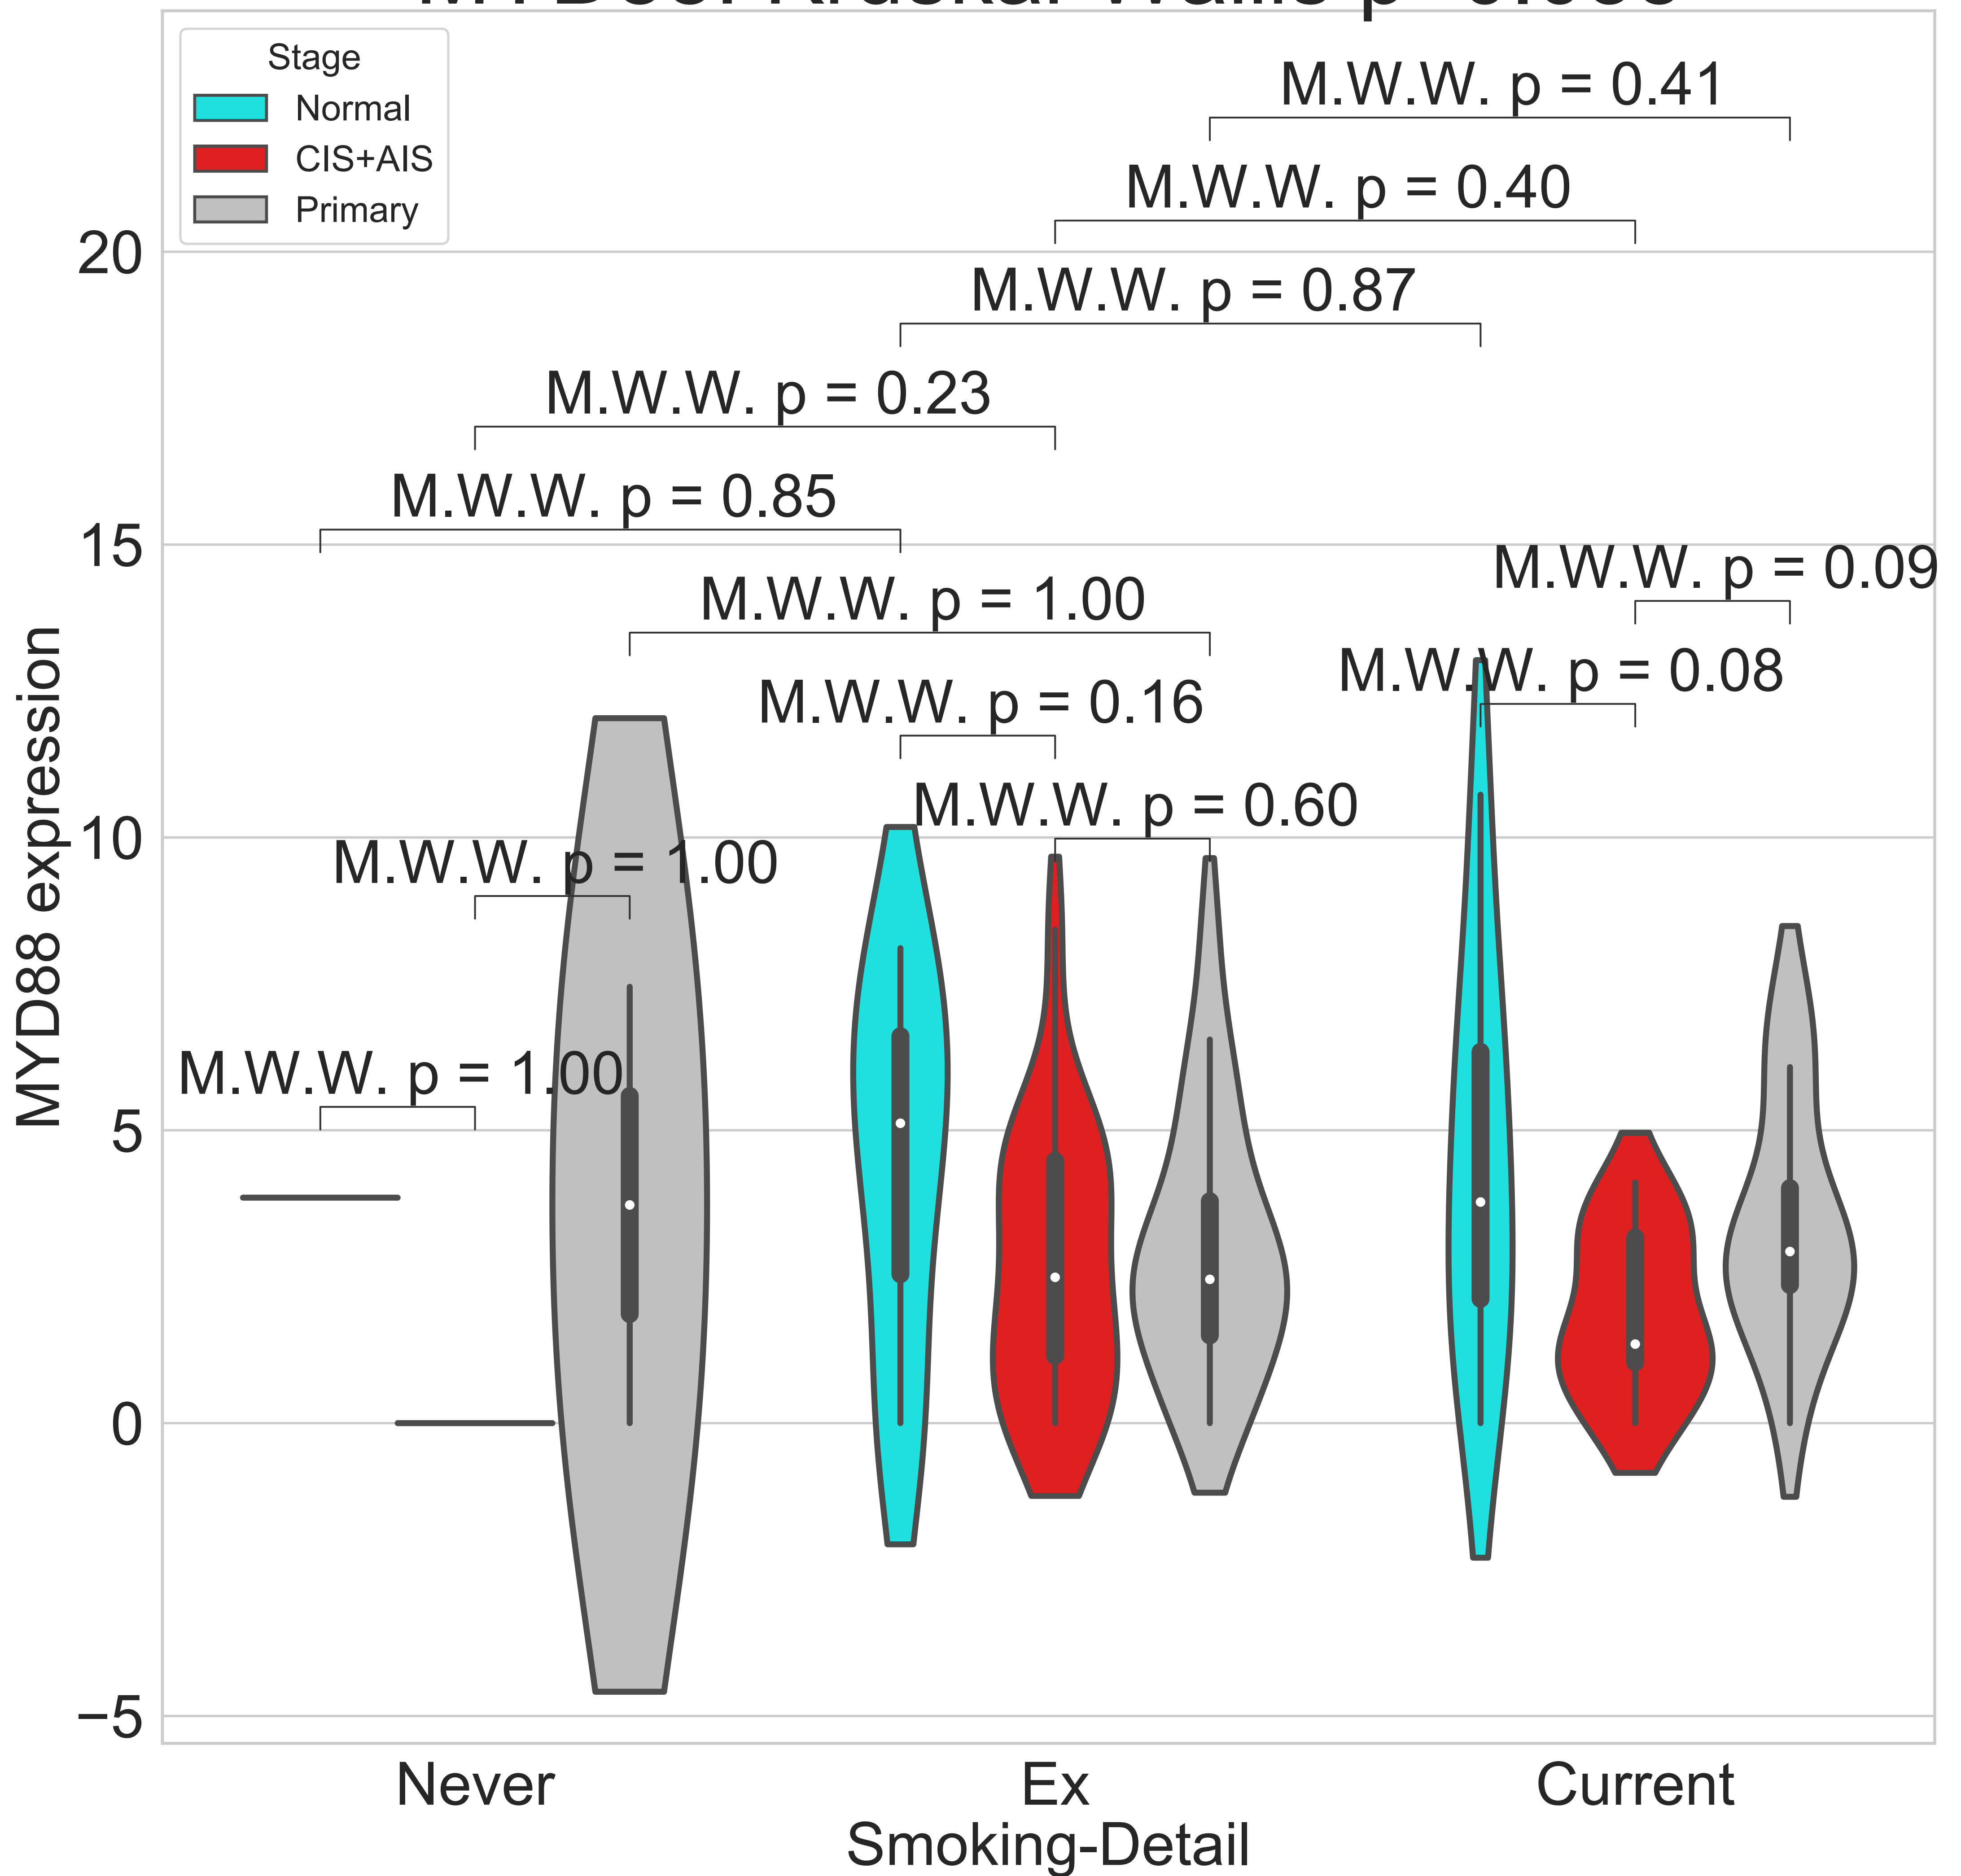 Stage
Normal
CIS+AIS
Primary
M.W.W. p = 0.41
M.W.W. p = 0.40
M.W.W. p = 0.87
M.W.W. p = 0.23
M.W.W. p = 0.85
M.W.W. p = 0.09
M.W.W. p = 1.00
M.W.W. p = 0.08
M.W.W. p = 0.16
M.W.W. p = 0.60
M.W.W. p = 1.00
M.W.W. p = 1.00
20
15
10
5
0
−5
MYD88 expression
Never
Ex
Current
Smoking-Detail